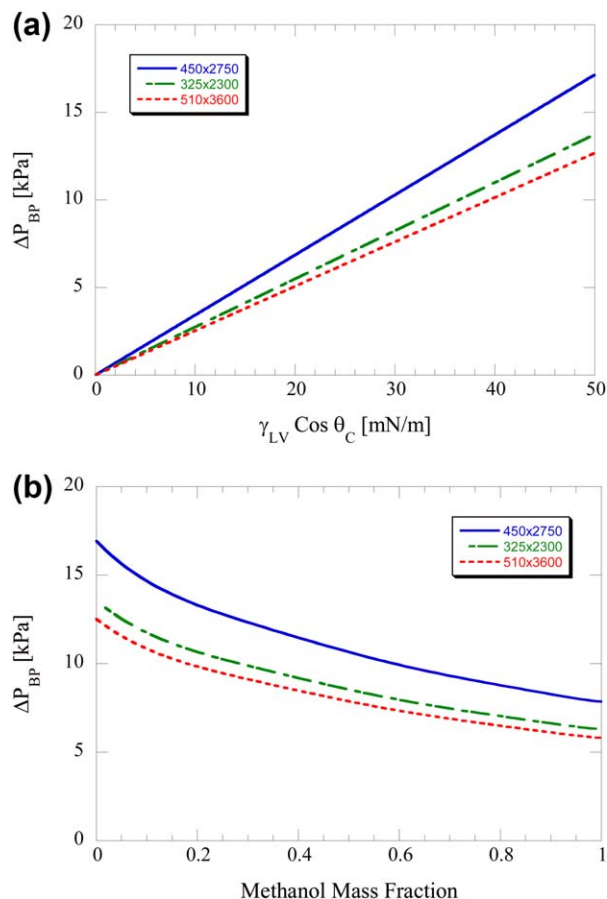 (a)
20
15
10
5
0
ΔP_BP [kPa]
450x2750
325x2300
510x3600
0 10 20 30 40 50
γ_LV Cos θ_C [mN/m]
(b)
20
15
10
5
0
ΔP_BP [kPa]
450x2750
325x2300
510x3600
0 0.2 0.4 0.6 0.8 1
Methanol Mass Fraction